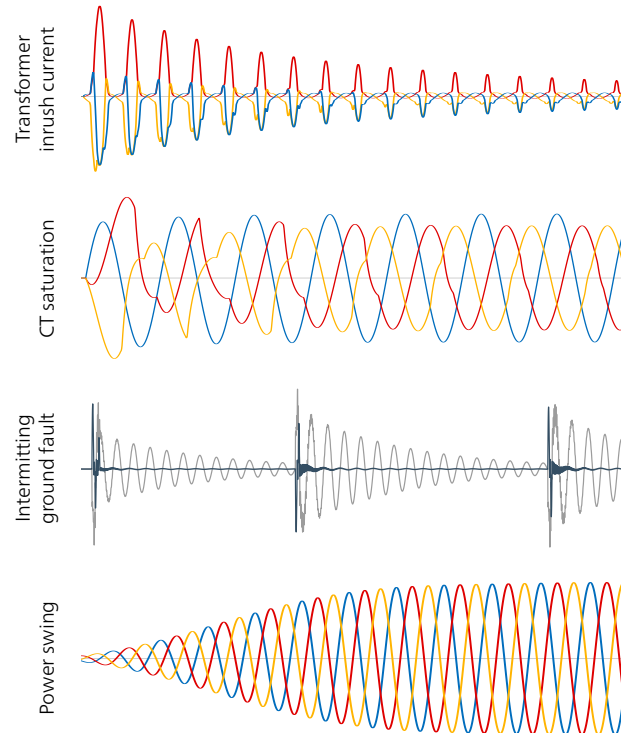 Transformer
inrush current
CT saturation
Intermitting
ground fault
Power swing